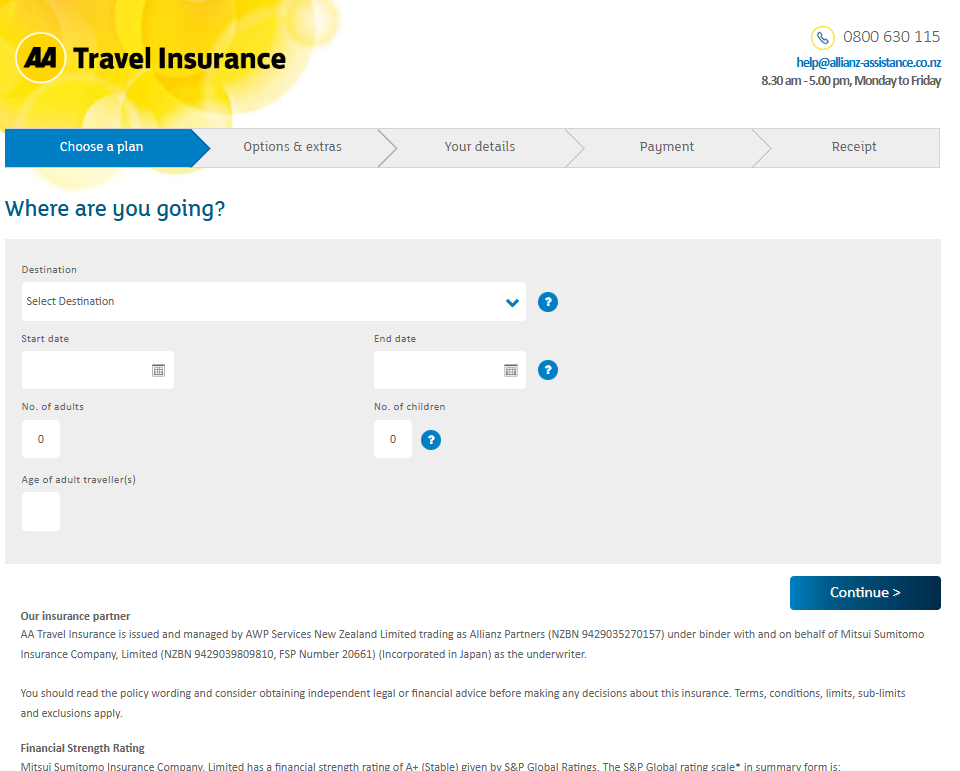 AA Travel Insurance
0800 630 115
help@allianz-assistance.co.nz
8.30 am - 5.00 pm, Monday to Friday
Choose a plan
Options & extras
Your details
Payment
Receipt
Where are you going?
Destination
Select Destination
?
Start date
End date
?
No. of adults
No. of children
0
0
?
Age of adult traveller(s)
Continue >
Our insurance partner
AA Travel Insurance is issued and managed by AWP Services New Zealand Limited trading as Allianz Partners (NZBN 9429035270157) under binder with and on behalf of Mitsui Sumitomo
Insurance Company, Limited (NZBN 9429039809810, FSP Number 20661) (Incorporated in Japan) as the underwriter.
You should read the policy wording and consider obtaining independent legal or financial advice before making any decisions about this insurance. Terms, conditions, limits, sub-limits
and exclusions apply.
Financial Strength Rating
Mitsui Sumitomo Insurance Company, Limited has a financial strength rating of A+ (Stable) given by S&P Global Ratings. The S&P Global rating scale* in summary form is: